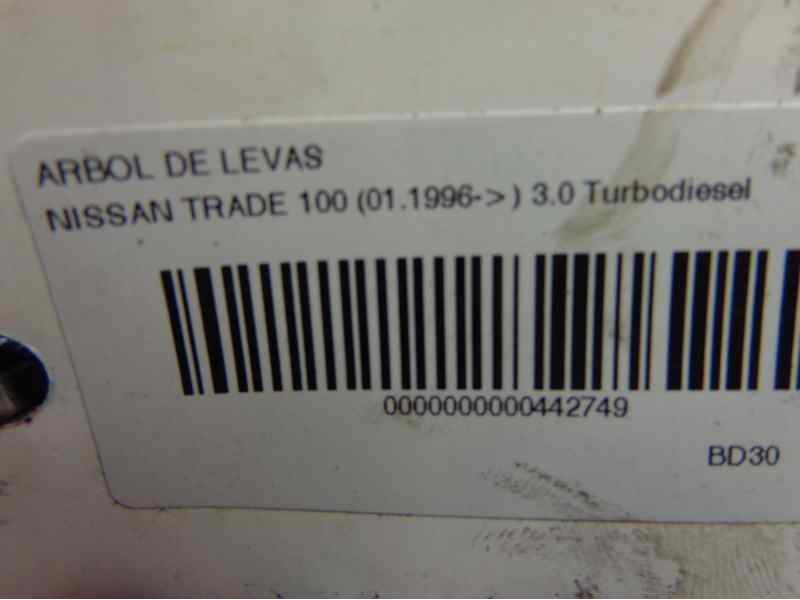 ARBOL DE LEVAS
NISSAN TRADE 100 (01.1996->) 3.0 Turbodiesel
0000000000442749
BD30